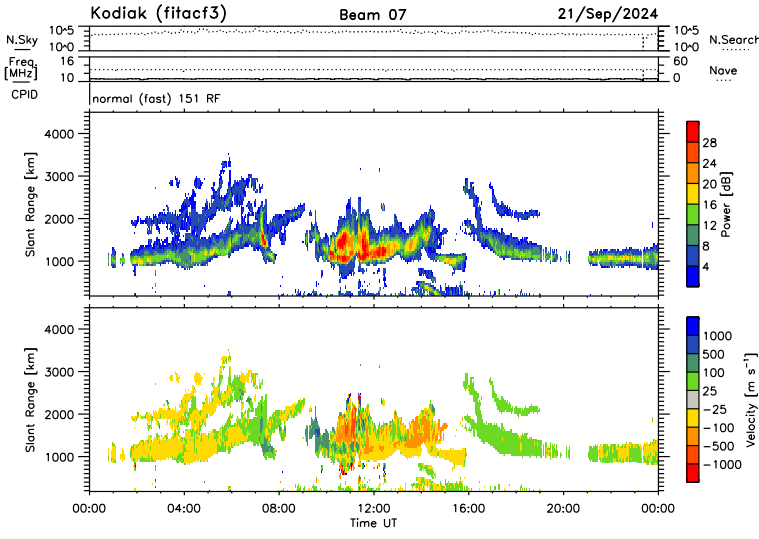 Kodiak (fitacf3) Beam 07 21/Sep/2024
N.Sky 10^5 10^0 10^5 10^0 N.Search
Freq. [MHz] 16 10 60 0 Nave
CPID normal (fast) 151 RF
Slant Range [km]
4000
3000
2000
1000
28
24
20
16
12
8
4
Power [dB]
Slant Range [km]
4000
3000
2000
1000
1000
500
100
25
-25
-100
-500
-1000
Velocity [m s⁻¹]
00:00 04:00 08:00 12:00 16:00 20:00 00:00
Time UT